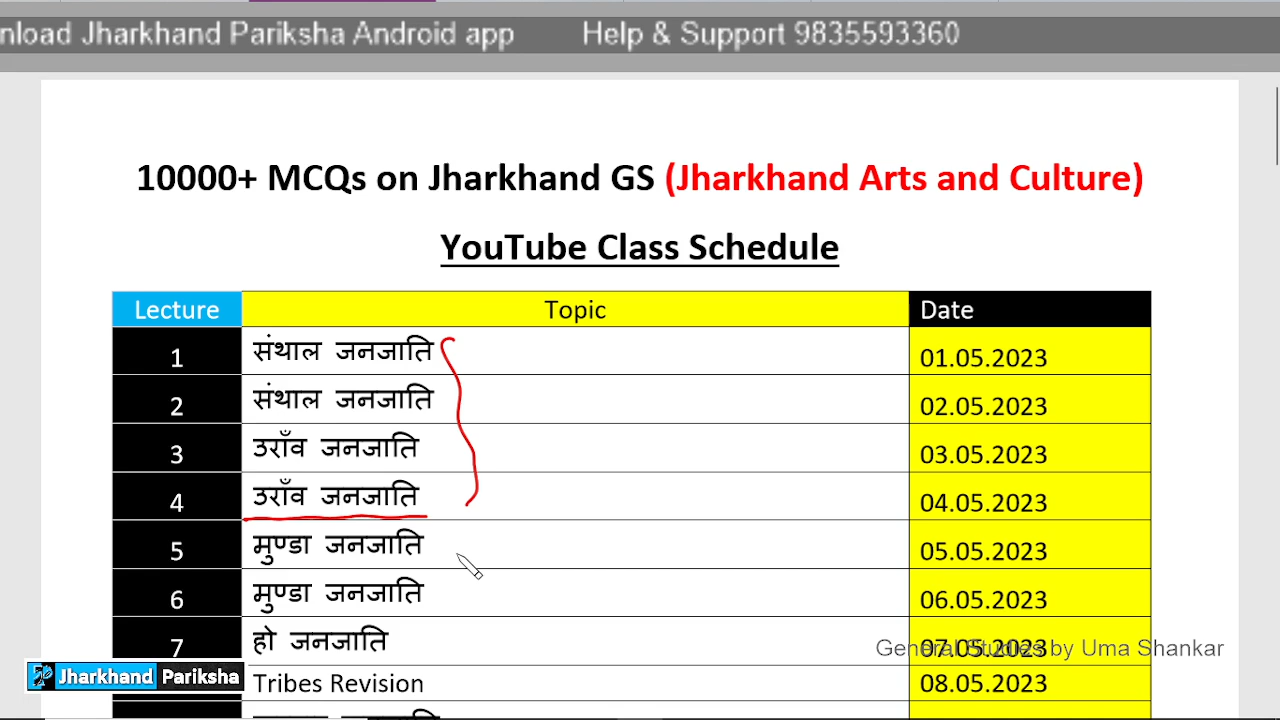 nload Jharkhand Pariksha Android app Help & Support 9835593360
10000+ MCQs on Jharkhand GS (Jharkhand Arts and Culture)
YouTube Class Schedule
Lecture Topic Date
1 संथाल जनजाति 01.05.2023
2 संथाल जनजाति 02.05.2023
3 उराँव जनजाति 03.05.2023
4 उराँव जनजाति 04.05.2023
5 मुण्डा जनजाति 05.05.2023
6 मुण्डा जनजाति 06.05.2023
7 हो जनजाति 07.05.2023
General Studies by Uma Shankar
Jharkhand Pariksha
Tribes Revision 08.05.2023